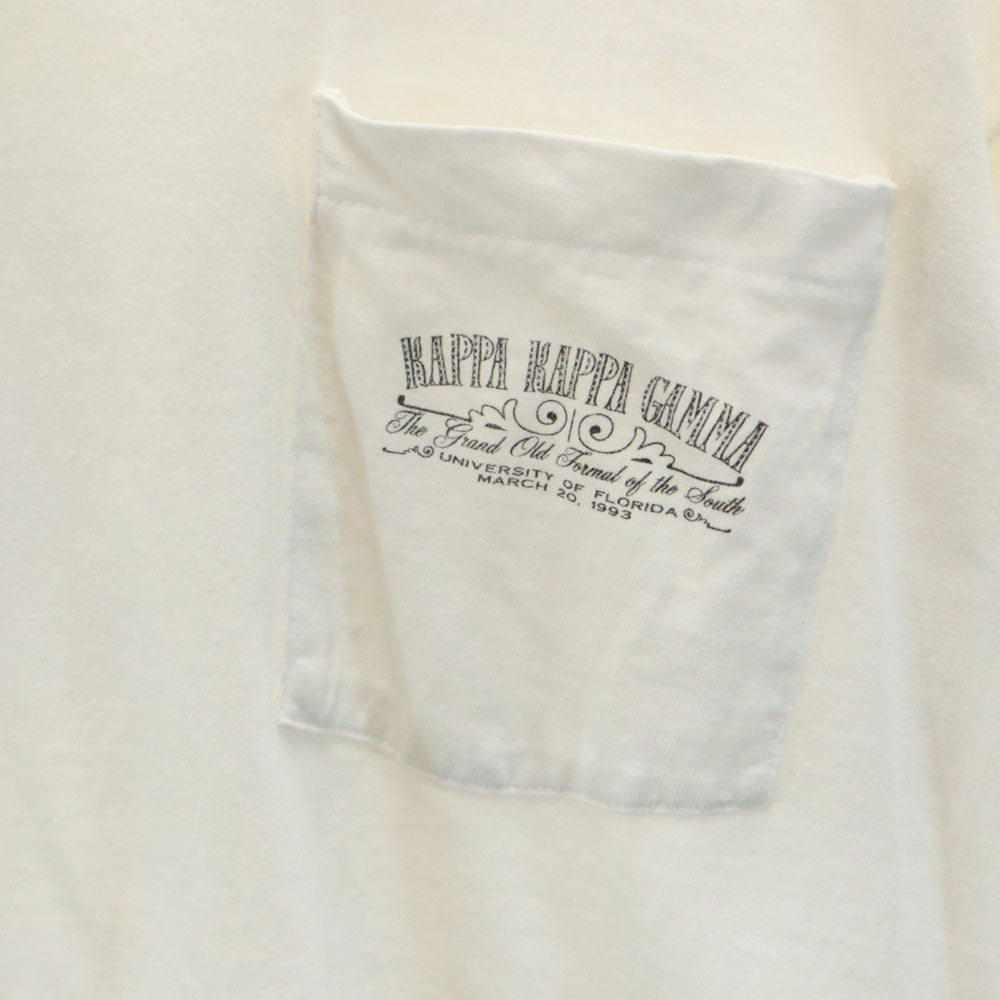 KAPPA KAPPA GAMMA
The Grand Old Formal of the South
UNIVERSITY OF FLORIDA
MARCH 20, 1993